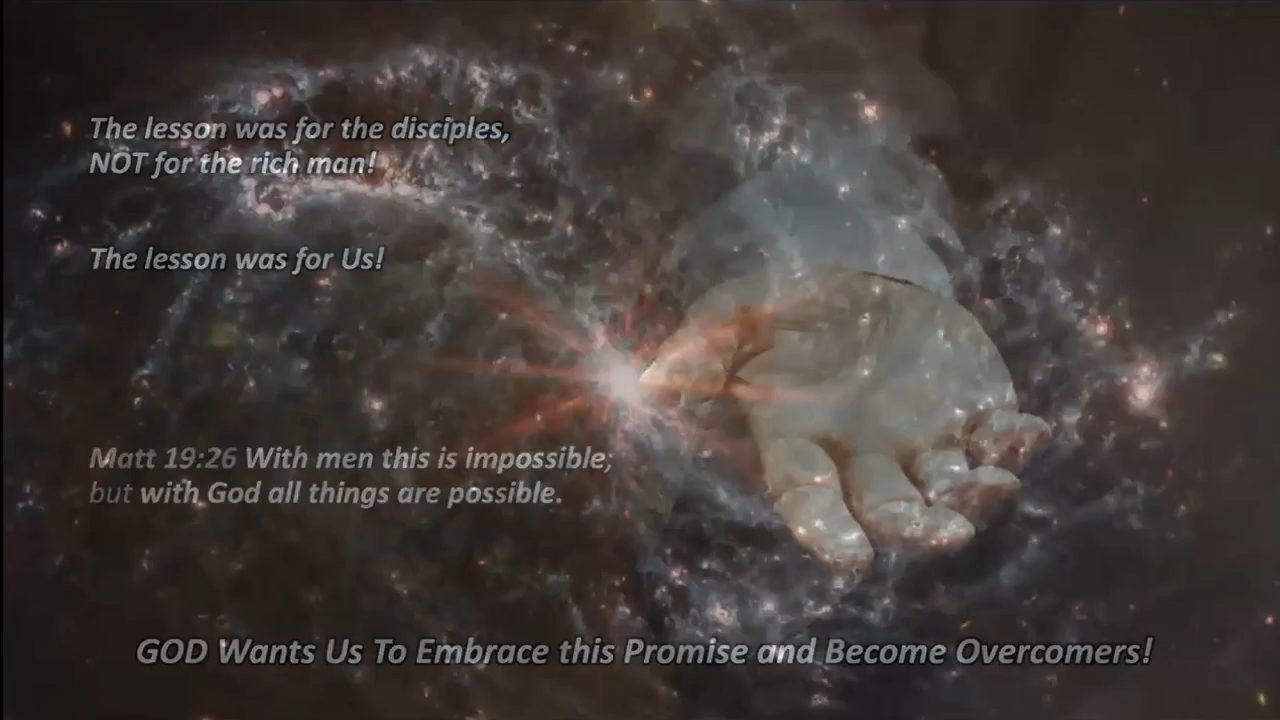 The lesson was for the disciples,
NOT for the rich man!
The lesson was for Us!
Matt 19:26 With men this is impossible;
but with God all things are possible.
GOD Wants Us To Embrace this Promise and Become Overcomers!